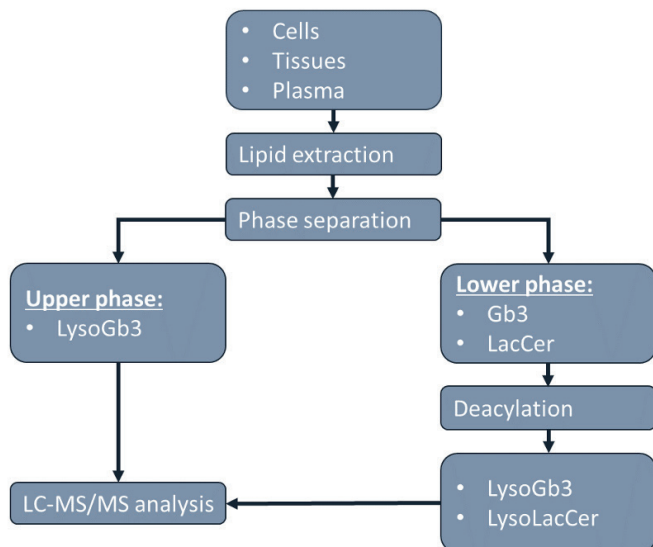 • Cells
• Tissues
• Plasma
Lipid extraction
Phase separation
Upper phase:
• LysoGb3
Lower phase:
• Gb3
• LacCer
Deacylation
• LysoGb3
• LysoLacCer
LC-MS/MS analysis